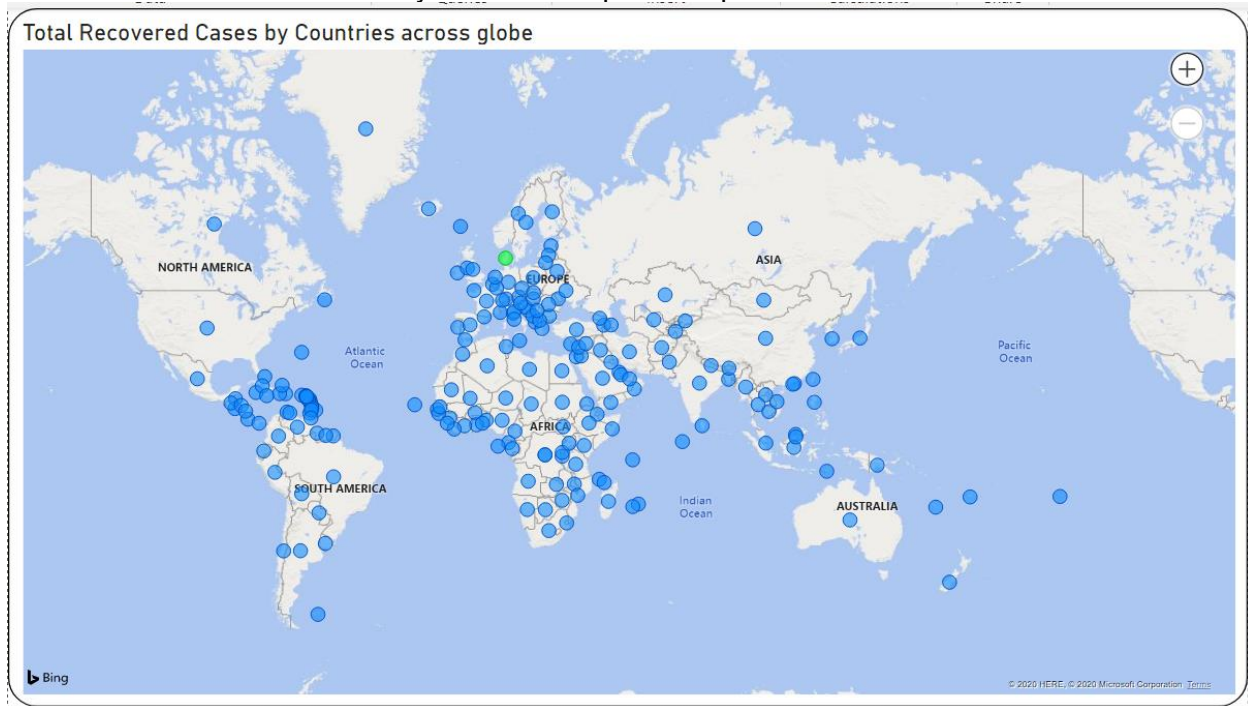 Total Recovered Cases by Countries across globe
NORTH AMERICA
EUROPE
ASIA
Atlantic
Ocean
Pacific
Ocean
AFRICA
SOUTH AMERICA
Indian
Ocean
AUSTRALIA
Bing
© 2020 HERE, © 2020 Microsoft Corporation Terms